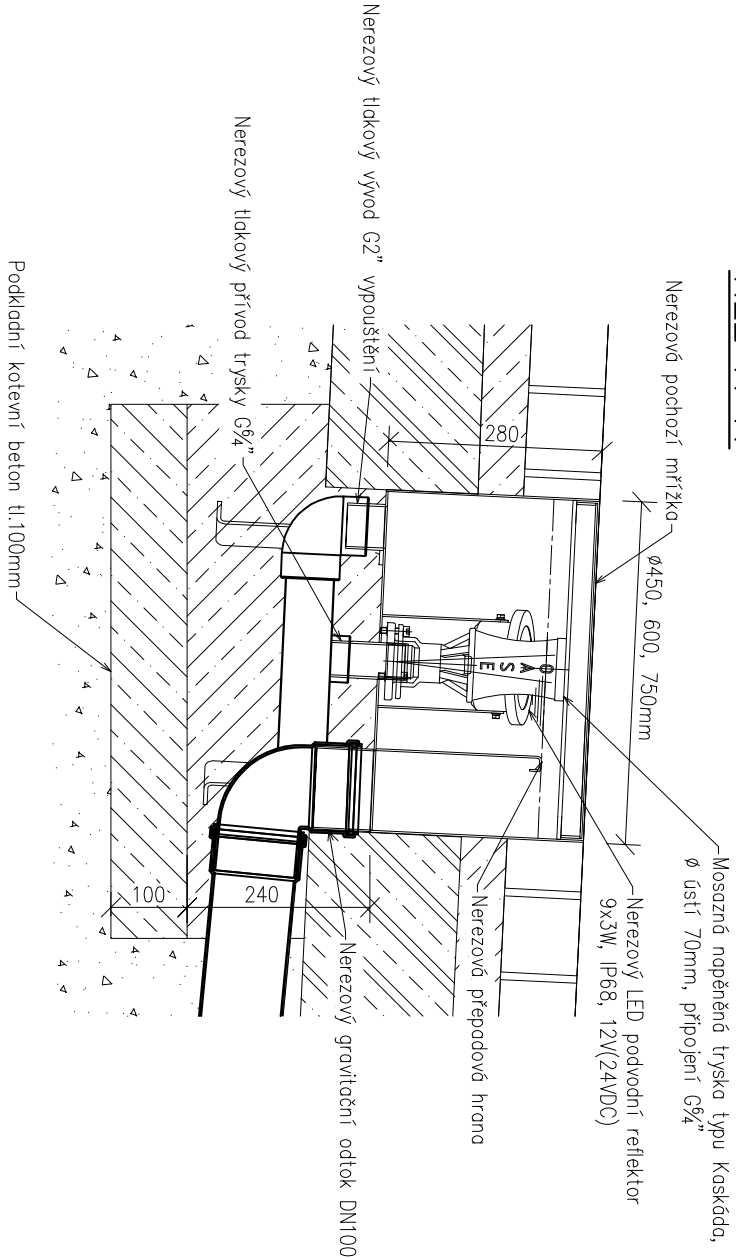 Nerezová pochozí mřížka
Mosazná napěněná tryska typu Kaskáda,
ø ústí 70mm, připojení G6/4"
Nerezový LED podvodní reflektor
9x3W, IP68, 12V(24VDC)
Nerezová přepadová hrana
Nerezový gravitační odtok DN100
Nerezový tlakový vývod G2" vypouštění
Nerezový tlakový přívod trysky G6/4"
Podkladní kotevní beton tl.100mm
ø450, 600, 750mm
280
240
100
OASE